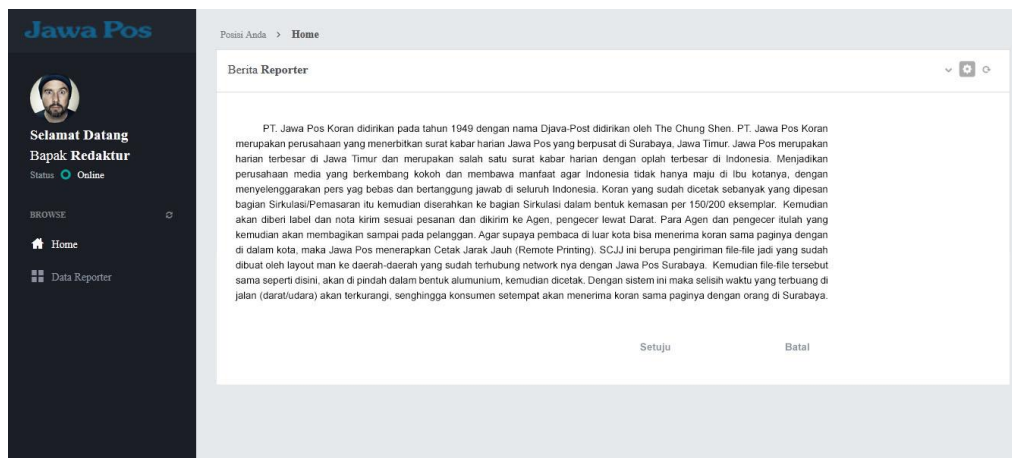 Jawa Pos
Posisi Anda > Home
Berita Reporter
Selamat Datang
Bapak Redaktur
Status Online
BROWSE
Home
Data Reporter
PT. Jawa Pos Koran didirikan pada tahun 1949 dengan nama Djava-Post didirikan oleh The Chung Shen. PT. Jawa Pos Koran
merupakan perusahaan yang menerbitkan surat kabar harian Jawa Pos yang berpusat di Surabaya, Jawa Timur. Jawa Pos merupakan
harian terbesar di Jawa Timur dan merupakan salah satu surat kabar harian dengan oplah terbesar di Indonesia. Menjadikan
perusahaan media yang berkembang kokoh dan membawa manfaat agar Indonesia tidak hanya maju di Ibu kotanya, dengan
menyelenggarakan pers yag bebas dan bertanggung jawab di seluruh Indonesia. Koran yang sudah dicetak sebanyak yang dipesan
bagian Sirkulasi/Pemasaran itu kemudian diserahkan ke bagian Sirkulasi dalam bentuk kemasan per 150/200 eksemplar. Kemudian
akan diberi label dan nota kirim sesuai pesanan dan dikirim ke Agen, pengecer lewat Darat. Para Agen dan pengecer itulah yang
kemudian akan membagikan sampai pada pelanggan. Agar supaya pembaca di luar kota bisa menerima koran sama paginya dengan
di dalam kota, maka Jawa Pos menerapkan Cetak Jarak Jauh (Remote Printing). SCJJ ini berupa pengiriman file-file jadi yang sudah
dibuat oleh layout man ke daerah-daerah yang sudah terhubung network nya dengan Jawa Pos Surabaya. Kemudian file-file tersebut
sama seperti disini, akan di pindah dalam bentuk alumunium, kemudian dicetak. Dengan sistem ini maka selisih waktu yang terbuang di
jalan (darat/udara) akan terkurangi, senghingga konsumen setempat akan menerima koran sama paginya dengan orang di Surabaya.
Setuju Batal